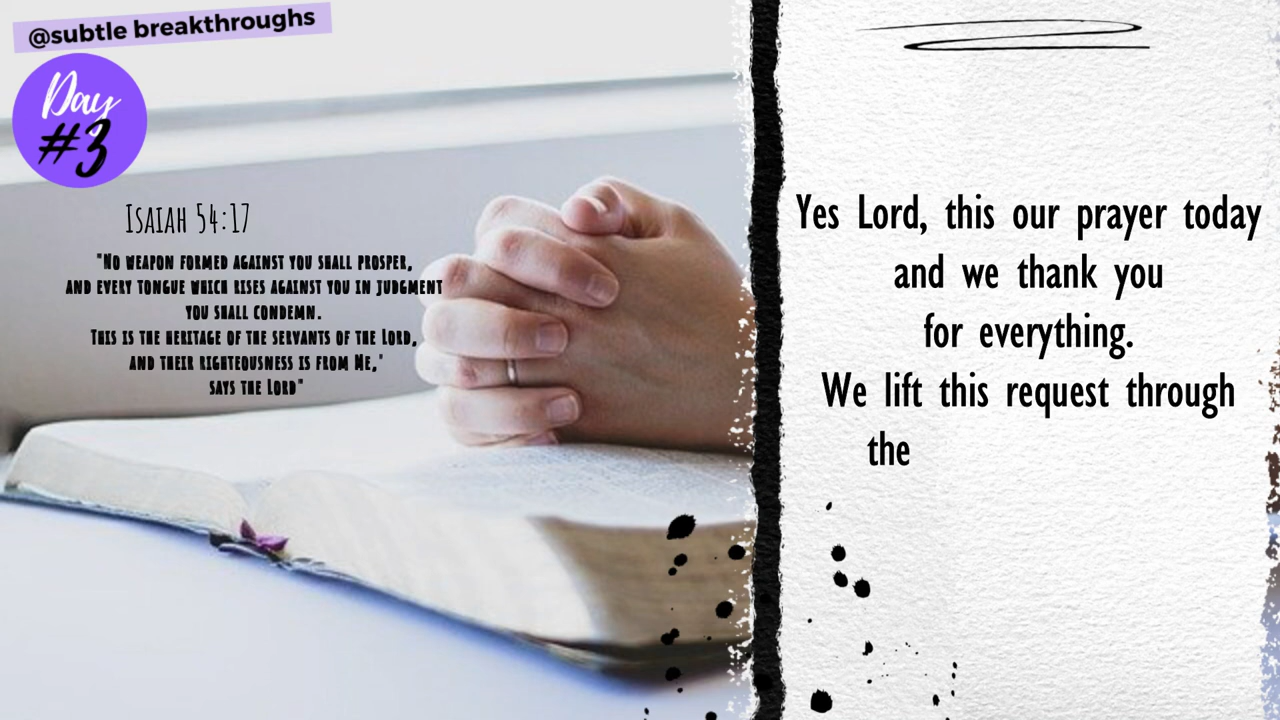 @subtle breakthroughs
Day
#3
Isaiah 54:17
"No weapon formed against you shall prosper,
and every tongue which rises against you in judgment
you shall condemn.
This is the heritage of the servants of the Lord,
and their righteousness is from Me,"
says the Lord"
Yes Lord, this our prayer today
and we thank you
for everything.
We lift this request through
the